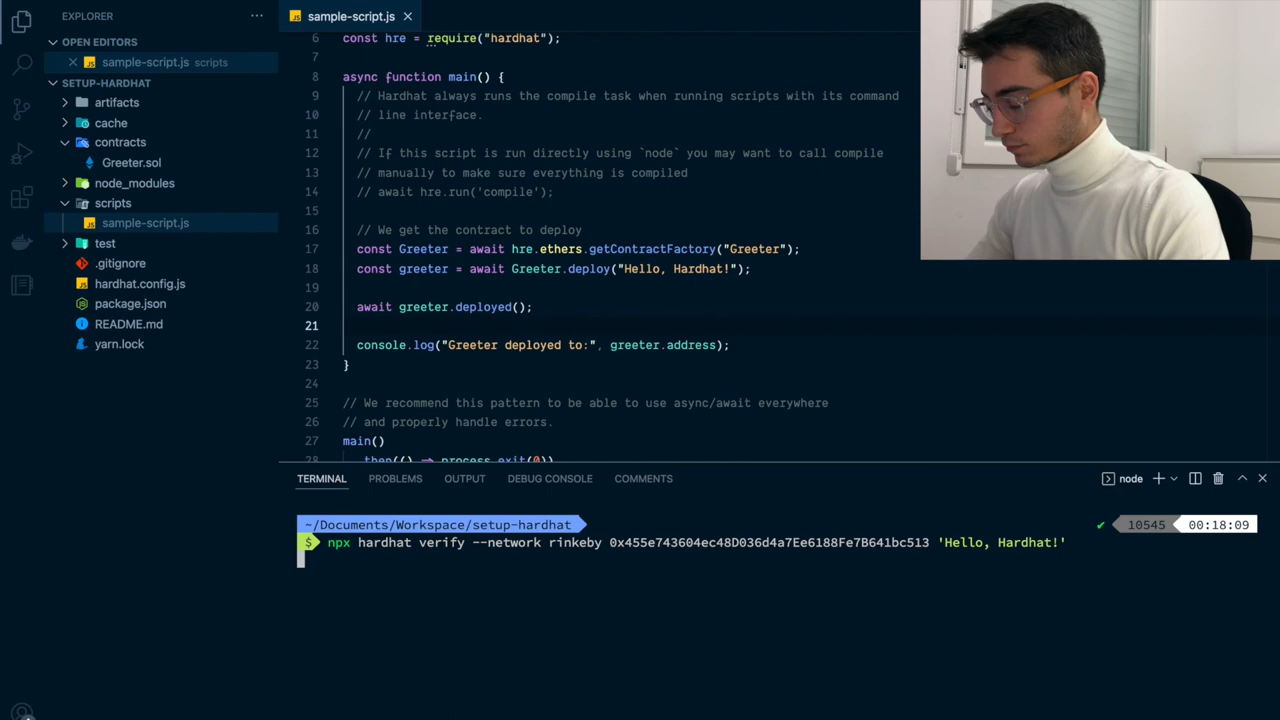 EXPLORER
OPEN EDITORS
sample-script.js scripts
SETUP-HARDHAT
artifacts
cache
contracts
Greeter.sol
node_modules
scripts
sample-script.js
test
.gitignore
hardhat.config.js
package.json
README.md
yarn.lock
sample-script.js
6 const hre = require("hardhat");
7
8 async function main() {
9 // Hardhat always runs the compile task when running scripts with its command
10 // line interface.
11 //
12 // If this script is run directly using `node` you may want to call compile
13 // manually to make sure everything is compiled
14 // await hre.run('compile');
15
16 // We get the contract to deploy
17 const Greeter = await hre.ethers.getContractFactory("Greeter");
18 const greeter = await Greeter.deploy("Hello, Hardhat!");
19
20 await greeter.deployed();
21
22 console.log("Greeter deployed to:", greeter.address);
23 }
24
25 // We recommend this pattern to be able to use async/await everywhere
26 // and properly handle errors.
27 main()
28 .then(() => process.exit(0))
TERMINAL PROBLEMS OUTPUT DEBUG CONSOLE COMMENTS node
~/Documents/Workspace/setup-hardhat 10545 00:18:09
$ npx hardhat verify --network rinkeby 0x455e743604ec48D036d4a7Ee6188Fe7B641bc513 'Hello, Hardhat!'